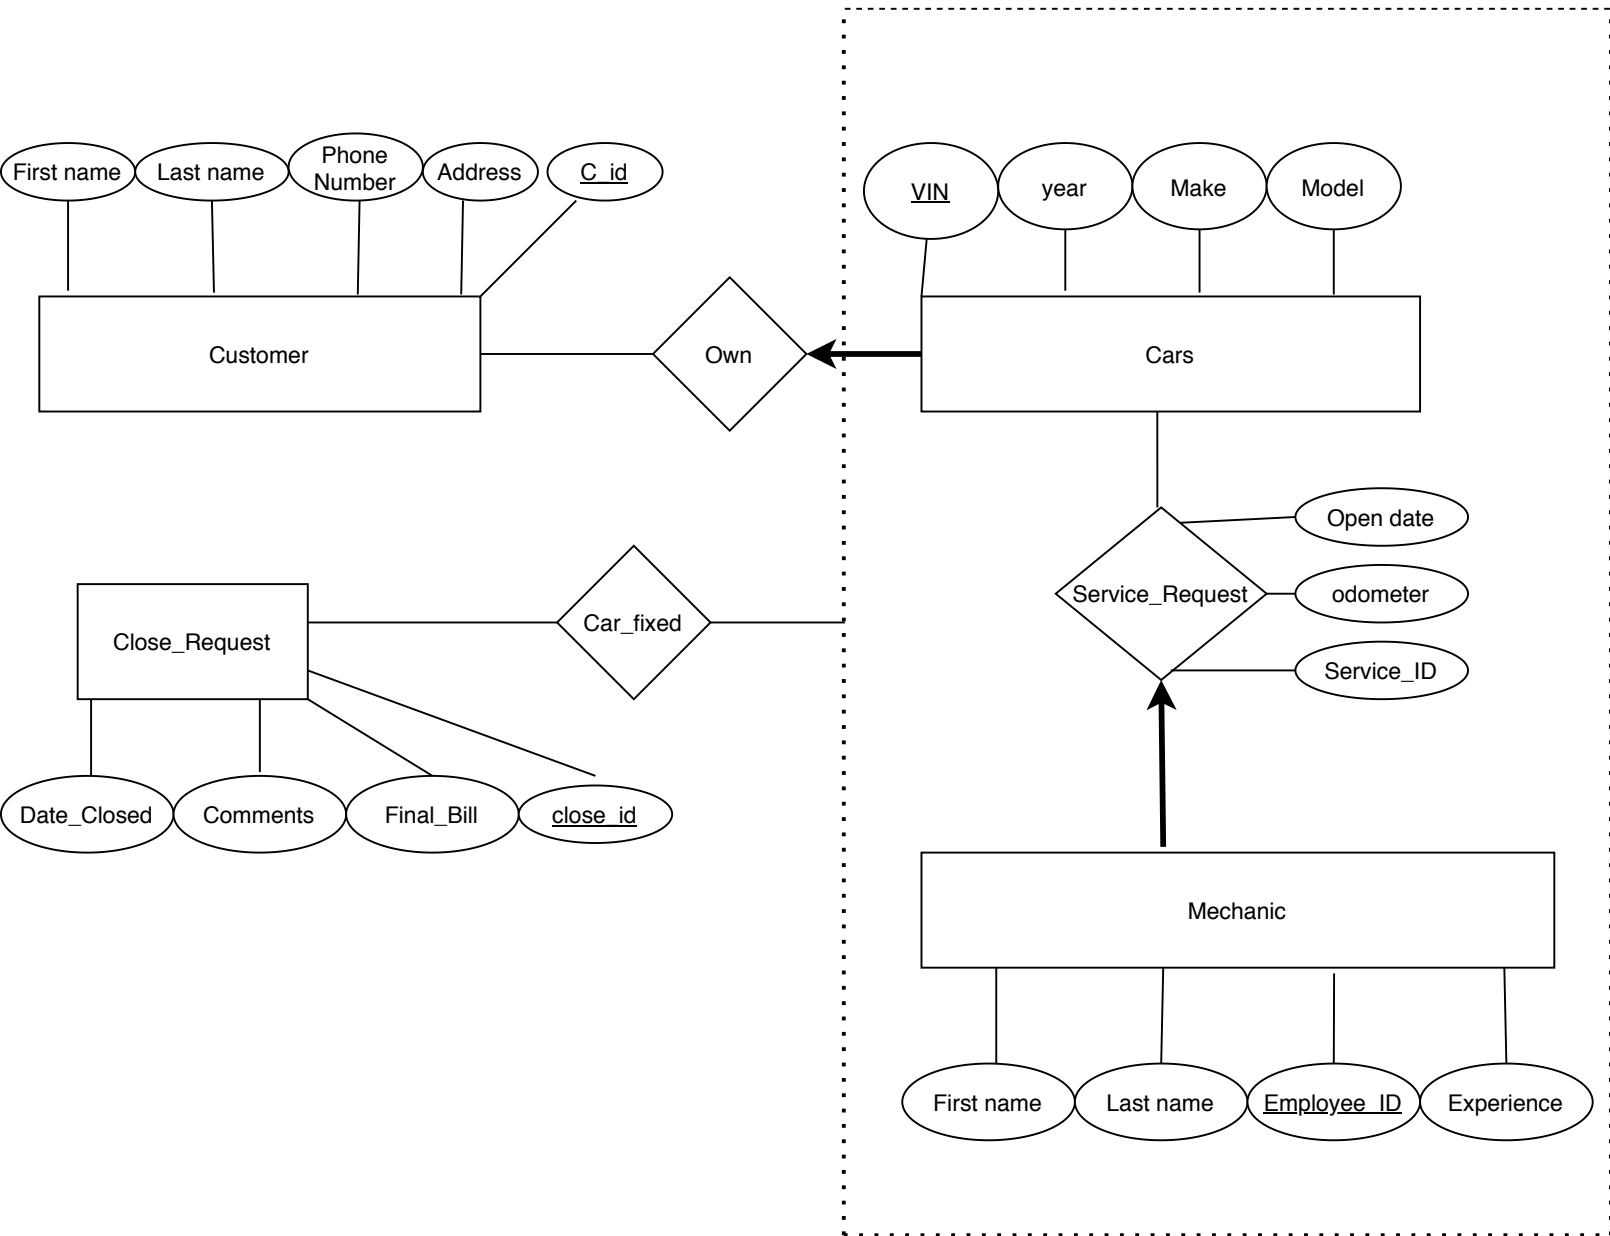 First name
Last name
Phone
Number
Address
C_id
VIN
year
Make
Model
Customer
Own
Cars
Open date
Service_Request
odometer
Service_ID
Close_Request
Car_fixed
Date_Closed
Comments
Final_Bill
close_id
Mechanic
First name
Last name
Employee_ID
Experience